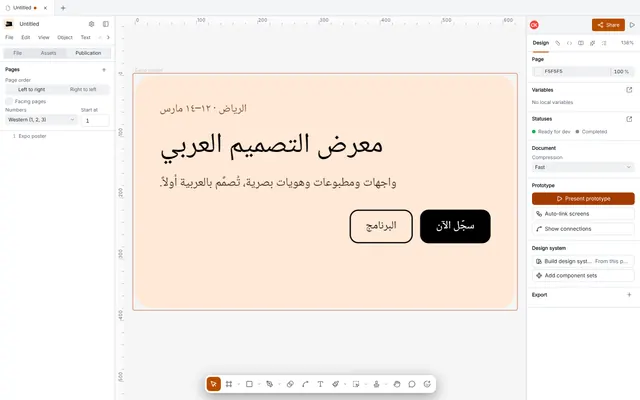 Untitled
Untitled
File Edit View Object Text
File Assets Publication
Pages
Page order
Left to right Right to left
Facing pages
Numbers Start at
Western (1, 2, 3) 1
1 Expo poster
Expo poster
الرياض · ١٢–١٤ مارس
معرض التصميم العربي
واجهات ومطبوعات وهويات بصرية، تُصمَّم بالعربية أولاً.
سجّل الآن
البرنامج
Share
Design
138%
Page
F5F5F5 100 %
Variables
No local variables
Statuses
Ready for dev Completed
Document
Compression
Fast
Prototype
Present prototype
Auto-link screens
Show connections
Design system
Build design syst... From this p...
Add component sets
Export